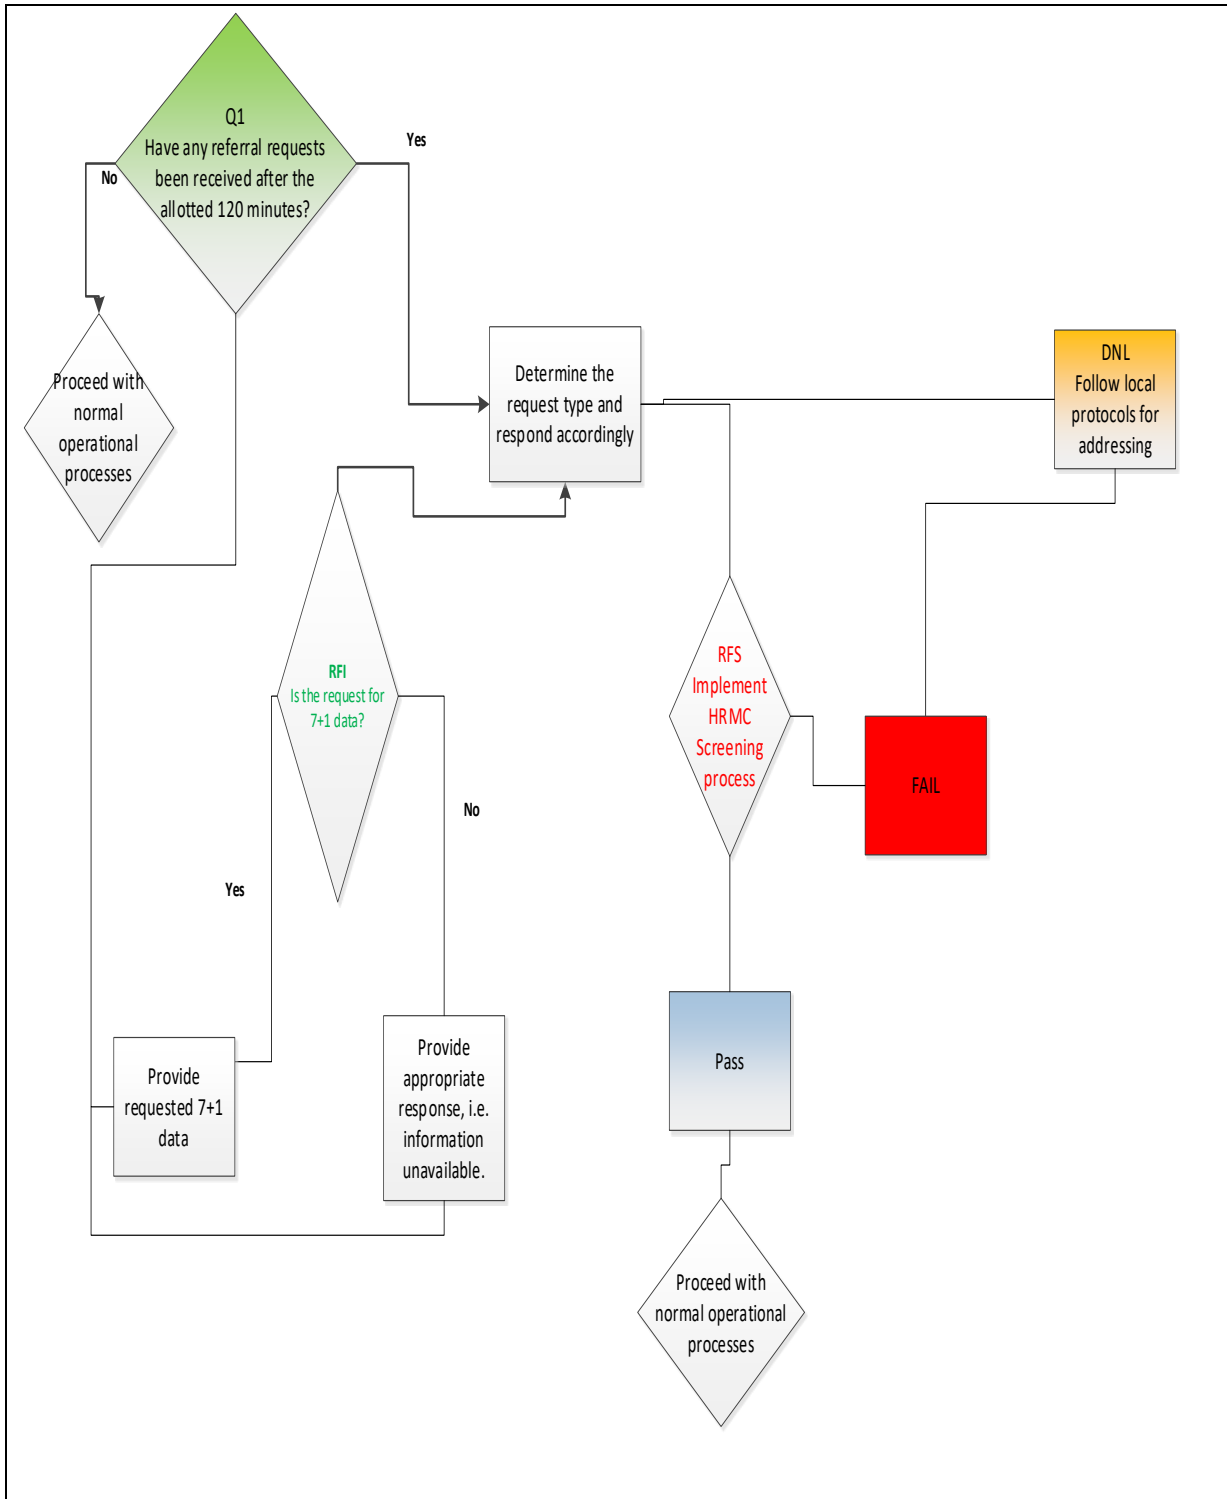 Q1
Have any referral requests
been received after the
allotted 120 minutes?
Yes
No
Proceed with
normal
operational
processes
Determine the
request type and
respond accordingly
DNL
Follow local
protocols for
addressing
RFI
Is the request for
7+1 data?
RFS
Implement
HRMC
Screening
process
FAIL
No
Yes
Provide
requested 7+1
data
Provide
appropriate
response, i.e.
information
unavailable.
Pass
Proceed with
normal operational
processes